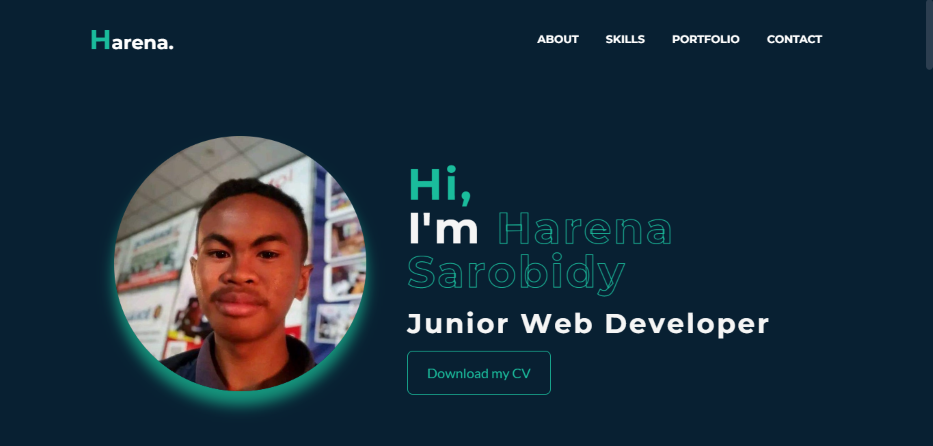 Harena.
ABOUT SKILLS PORTFOLIO CONTACT
Hi,
I'm Harena
Sarobidy
Junior Web Developer
Download my CV